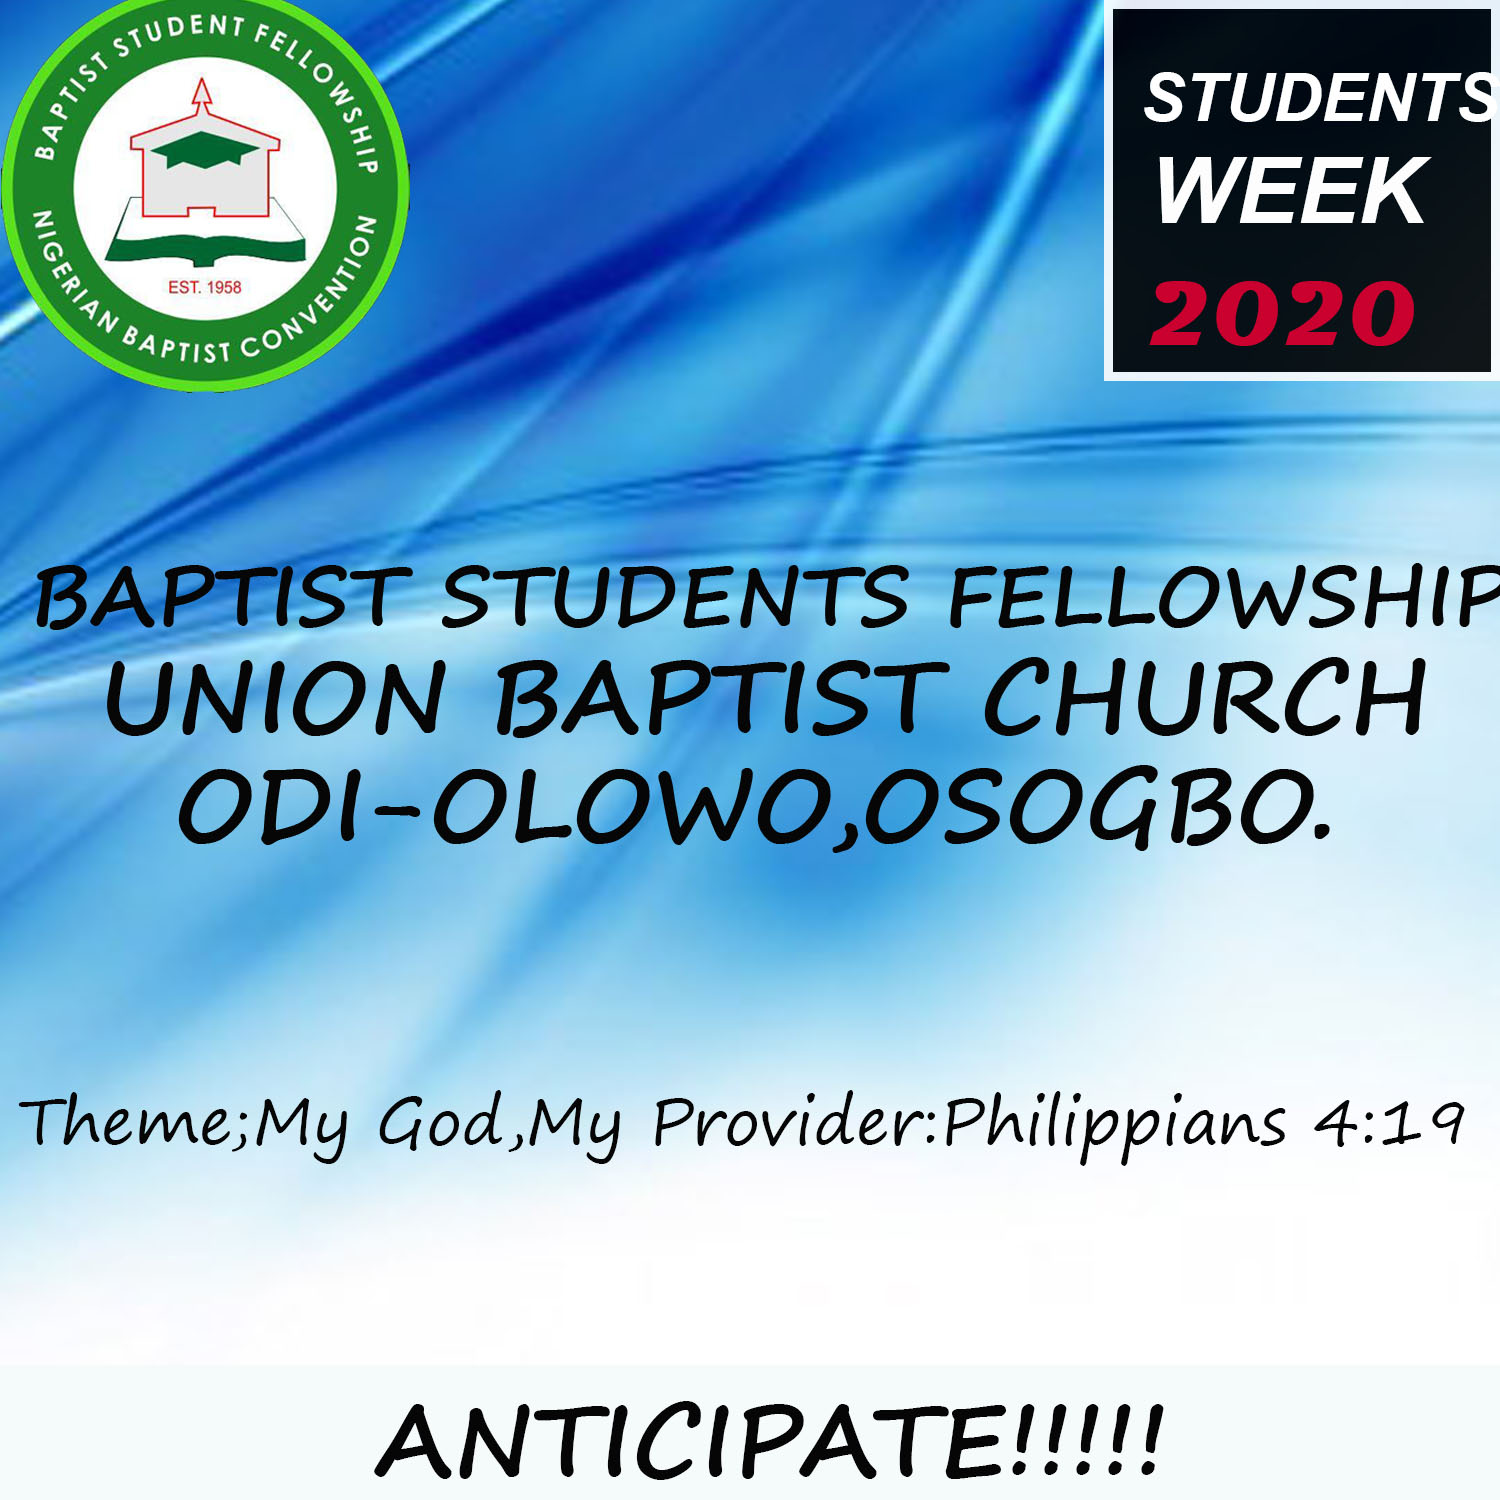 BAPTIST STUDENT FELLOWSHIP
NIGERIAN BAPTIST CONVENTION
EST. 1958
STUDENTS
WEEK
2020
BAPTIST STUDENTS FELLOWSHIP
UNION BAPTIST CHURCH
ODI-OLOWO,OSOGBO.
Theme;My God,My Provider:Philippians 4:19
ANTICIPATE!!!!!